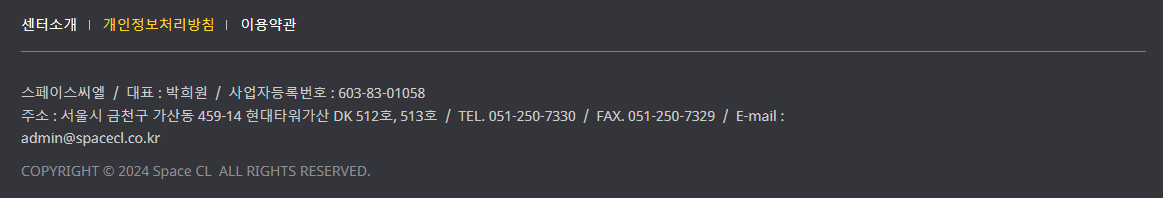 센터소개 | 개인정보처리방침 | 이용약관
스페이스씨엘 / 대표 : 박희원 / 사업자등록번호 : 603-83-01058
주소 : 서울시 금천구 가산동 459-14 현대타워가산 DK 512호, 513호 / TEL. 051-250-7330 / FAX. 051-250-7329 / E-mail :
admin@spacecl.co.kr
COPYRIGHT © 2024 Space CL ALL RIGHTS RESERVED.